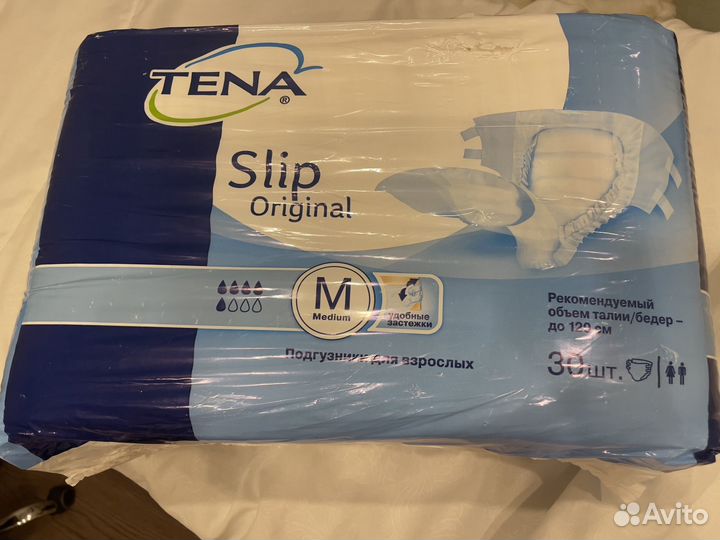 TENA®
Slip
Original
M
Medium
удобные
застежки
Рекомендуемый
объем талии/бедер –
до 120 см
Подгузники для взрослых
30 шт.
Avito